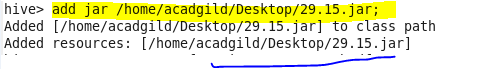 hive> add jar /home/acadgild/Desktop/29.15.jar;
Added [/home/acadgild/Desktop/29.15.jar] to class path
Added resources: [/home/acadgild/Desktop/29.15.jar]